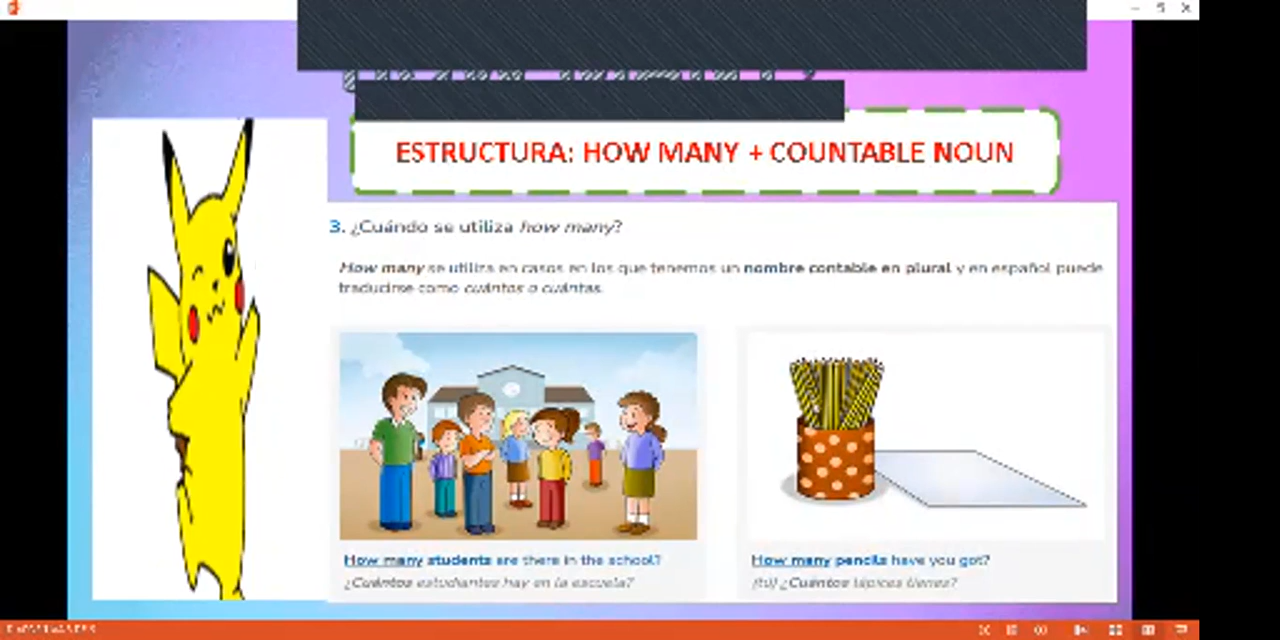 ESTRUCTURA: HOW MANY + COUNTABLE NOUN
3. ¿Cuándo se utiliza how many?
How many se utiliza en casos en los que tenemos un nombre contable en plural y en español puede
traducirse como cuántos o cuántas.
How many students are there in the school?
¿Cuántos estudiantes hay en la escuela?
How many pencils have you got?
(tú) ¿Cuántos lápices tienes?